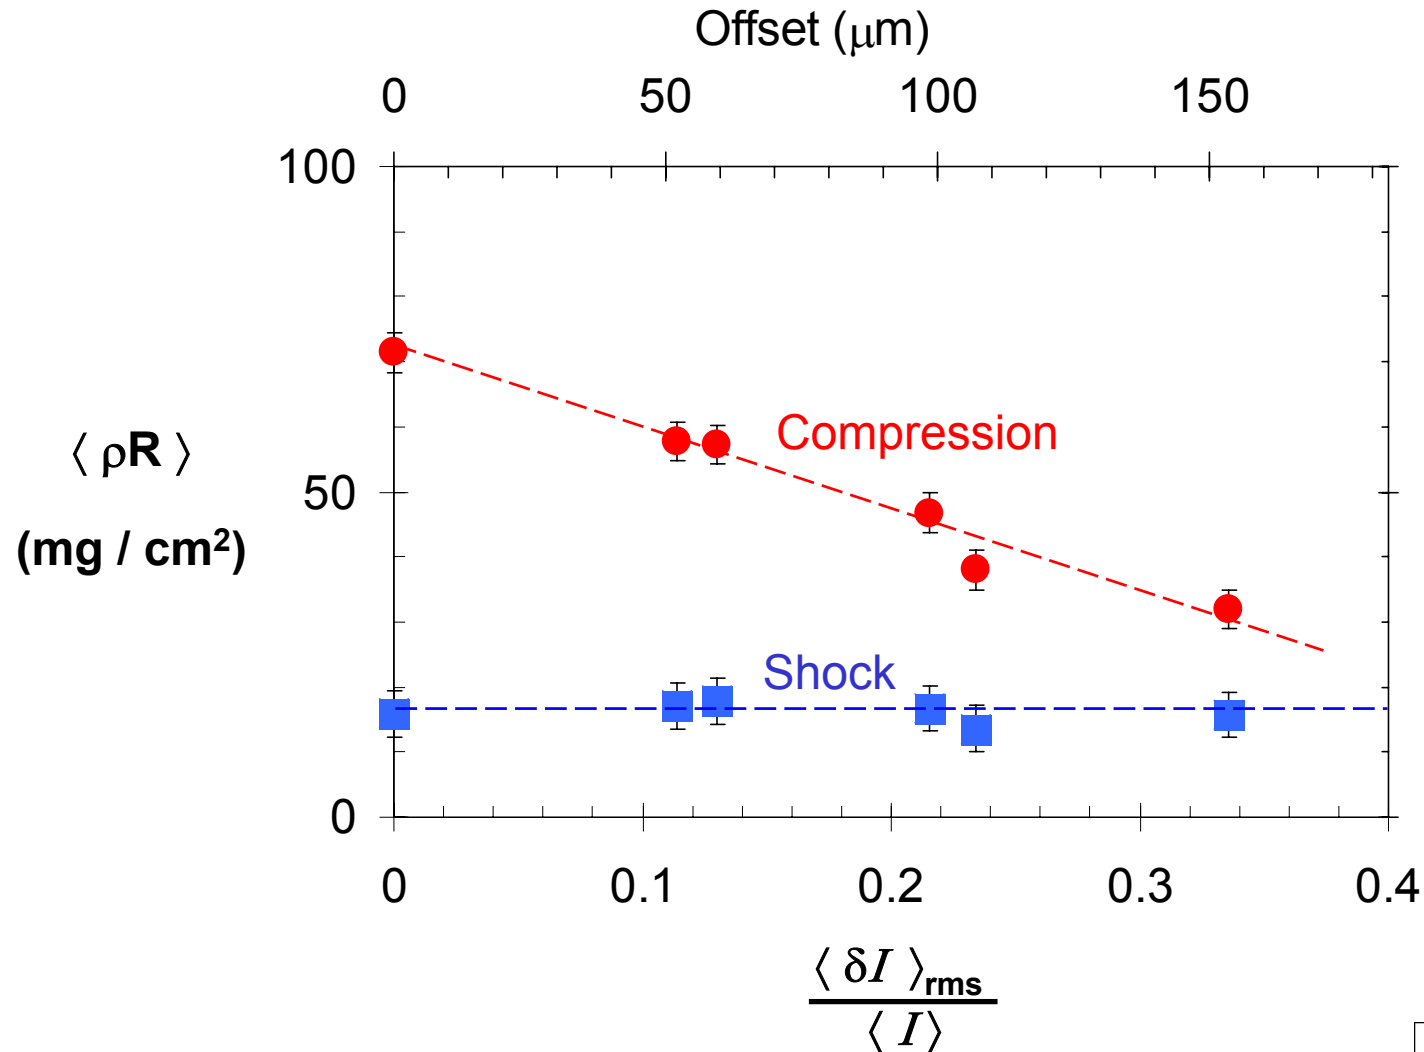 Offset (μm)
0 50 100 150
100
Compression
⟨ ρR ⟩
50
(mg / cm²)
Shock
0
0 0.1 0.2 0.3 0.4
⟨ δI ⟩rms
⟨ I ⟩